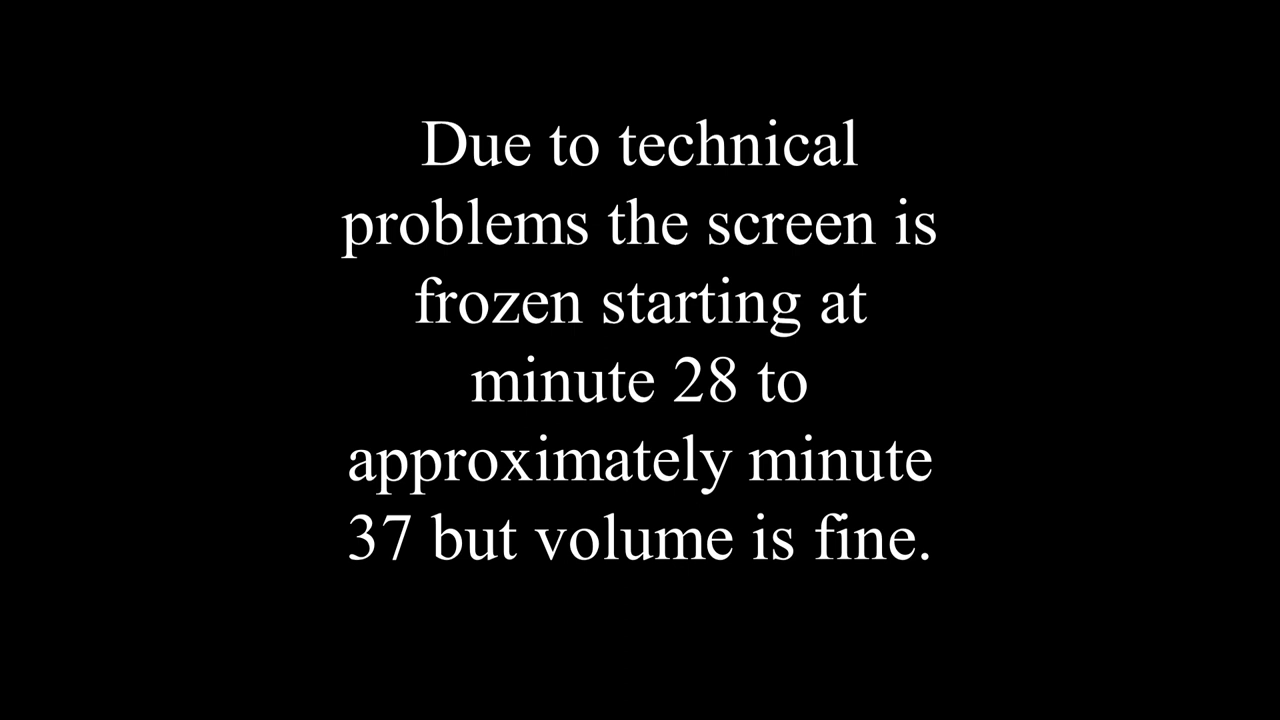 Due to technical
problems the screen is
frozen starting at
minute 28 to
approximately minute
37 but volume is fine.